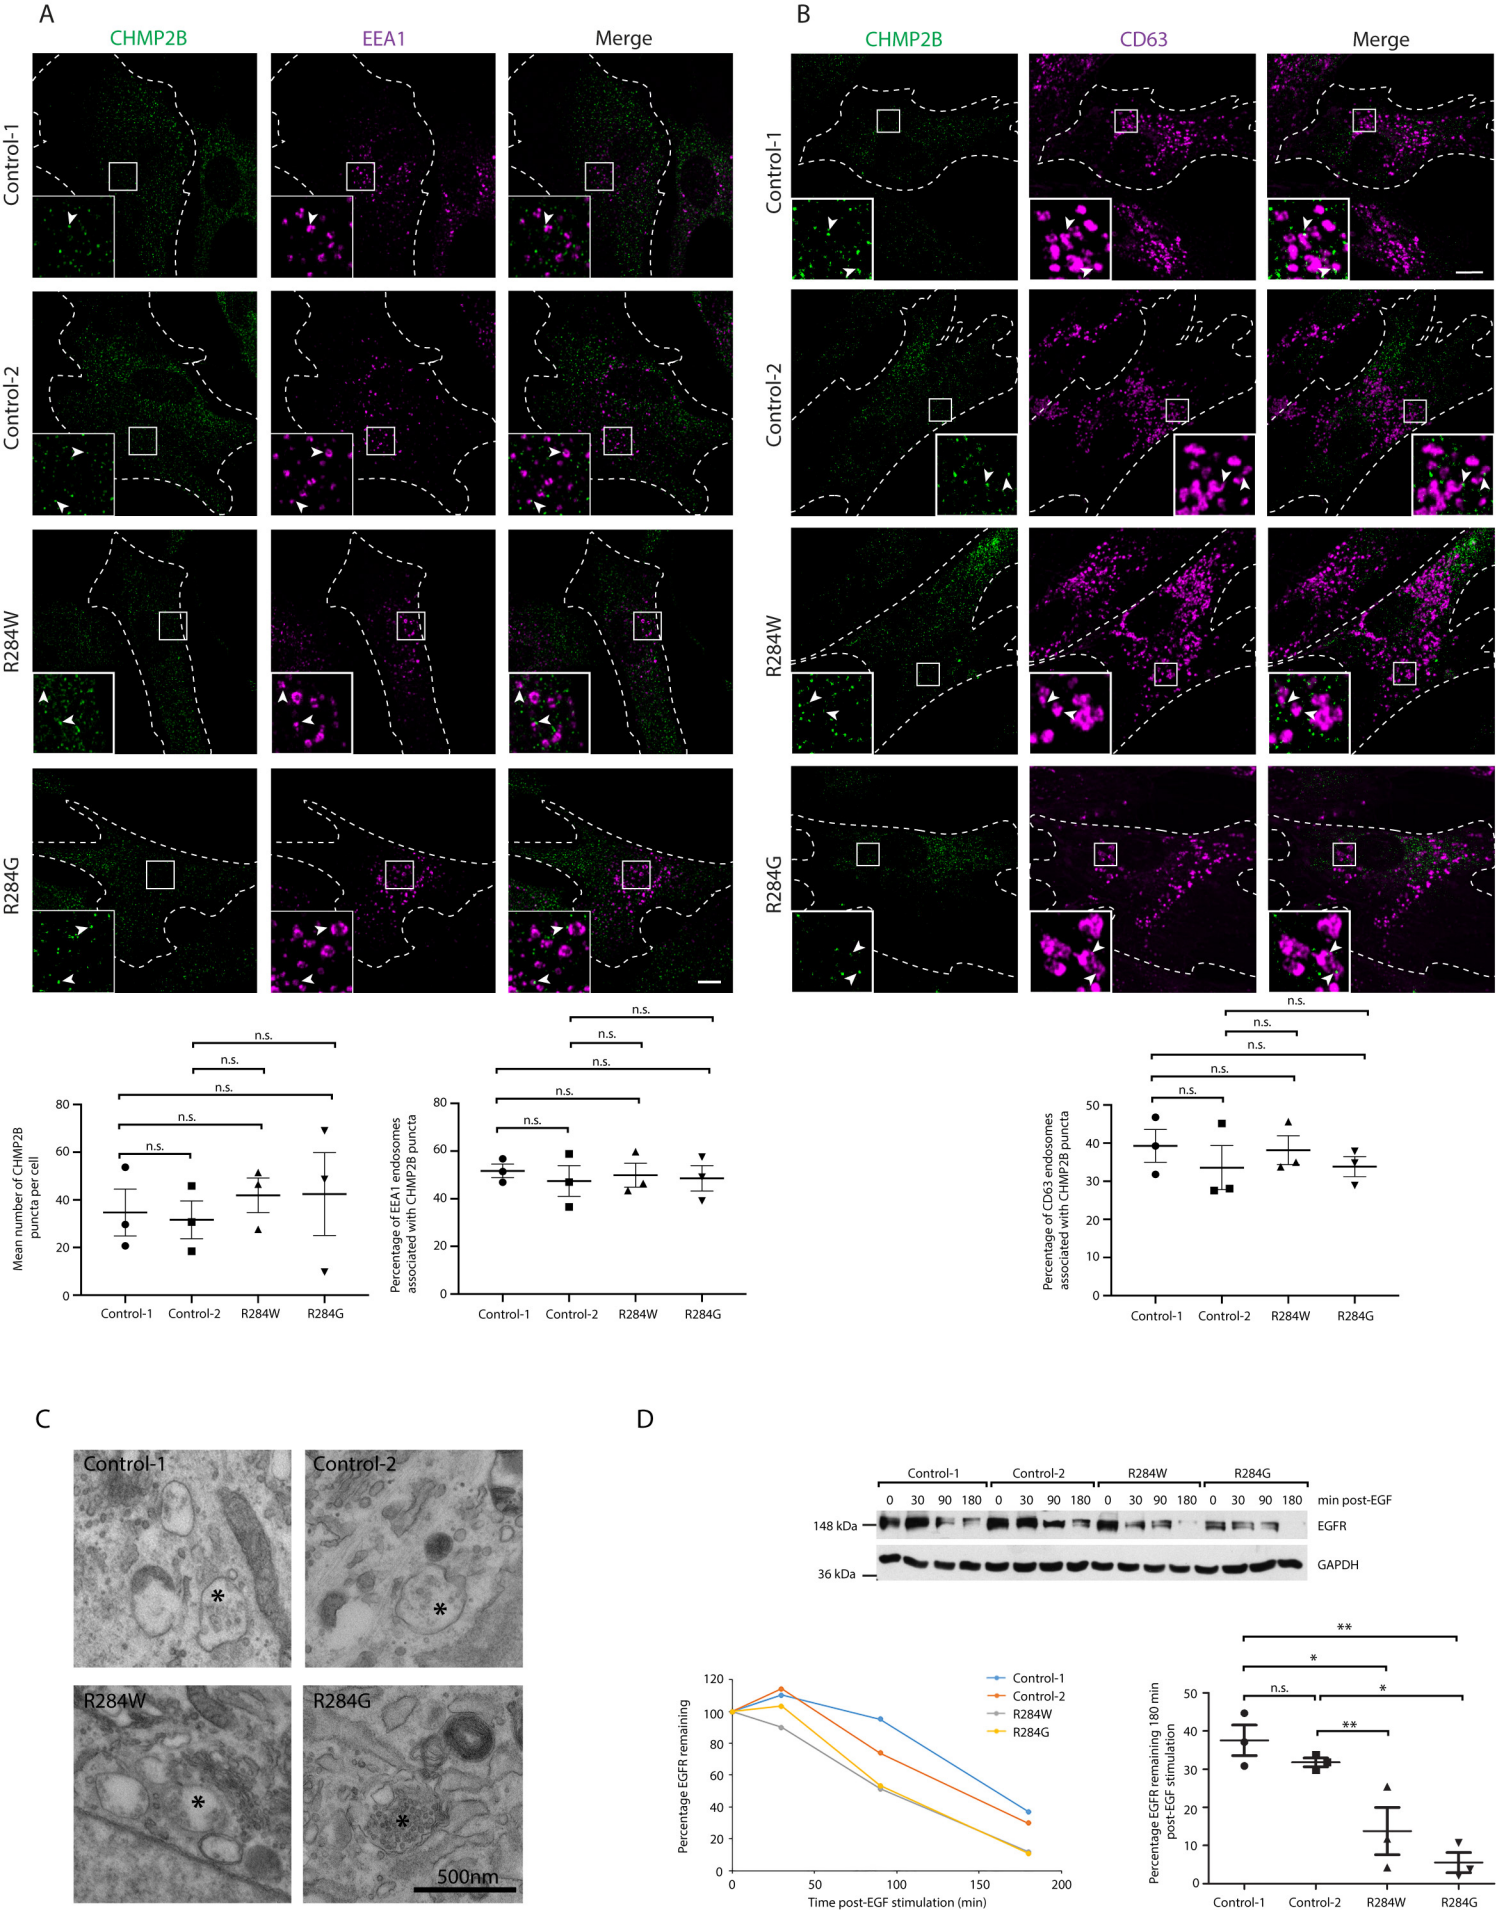 A
CHMP2B
EEA1
Merge
Control-1
Control-2
R284W
R284G
n.s.
n.s.
n.s.
n.s.
n.s.
80
60
40
20
0
Mean number of CHMP2B
puncta per cell
Control-1
Control-2
R284W
R284G
n.s.
n.s.
n.s.
n.s.
n.s.
80
60
40
20
0
Percentage of EEA1 endosomes
associated with CHMP2B puncta
Control-1
Control-2
R284W
R284G
B
CHMP2B
CD63
Merge
Control-1
Control-2
R284W
R284G
n.s.
n.s.
n.s.
n.s.
n.s.
50
40
30
20
10
0
Percentage of CD63 endosomes
associated with CHMP2B puncta
Control-1
Control-2
R284W
R284G
C
Control-1
*
Control-2
*
R284W
*
R284G
*
500nm
D
Control-1 Control-2 R284W R284G
0 30 90 180 0 30 90 180 0 30 90 180 0 30 90 180 min post-EGF
148 kDa EGFR
36 kDa GAPDH
120
100
80
60
40
20
0
Percentage EGFR remaining
0 50 100 150 200
Time post-EGF stimulation (min)
Control-1
Control-2
R284W
R284G
**
*
n.s. *
**
50
40
30
20
10
0
Percentage EGFR remaining 180 min
post-EGF stimulation
Control-1
Control-2
R284W
R284G